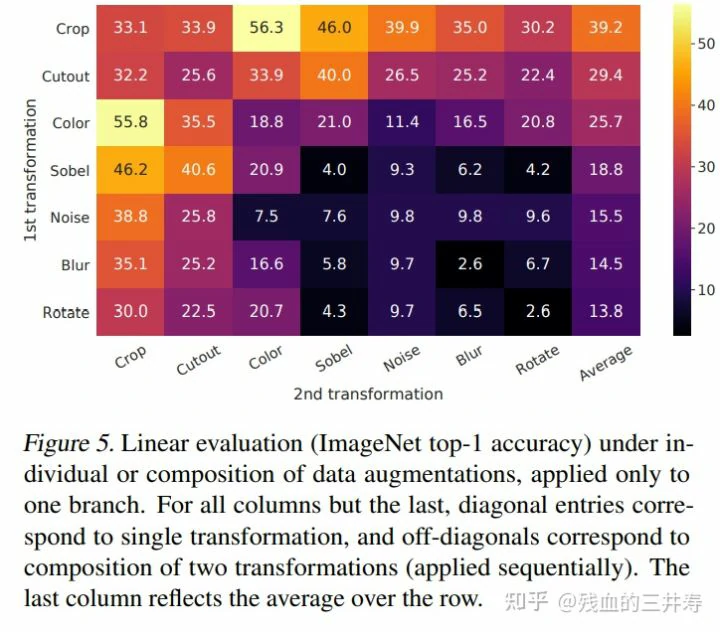 Crop 33.1 33.9 56.3 46.0 39.9 35.0 30.2 39.2
Cutout 32.2 25.6 33.9 40.0 26.5 25.2 22.4 29.4
Color 55.8 35.5 18.8 21.0 11.4 16.5 20.8 25.7
Sobel 46.2 40.6 20.9 4.0 9.3 6.2 4.2 18.8
Noise 38.8 25.8 7.5 7.6 9.8 9.8 9.6 15.5
Blur 35.1 25.2 16.6 5.8 9.7 2.6 6.7 14.5
Rotate 30.0 22.5 20.7 4.3 9.7 6.5 2.6 13.8
1st transformation
Crop Cutout Color Sobel Noise Blur Rotate Average
2nd transformation
50
40
30
20
10
Figure 5. Linear evaluation (ImageNet top-1 accuracy) under in-
dividual or composition of data augmentations, applied only to
one branch. For all columns but the last, diagonal entries corre-
spond to single transformation, and off-diagonals correspond to
composition of two transformations (applied sequentially). The
last column reflects the average over the row.
知乎 @残血的三井寿